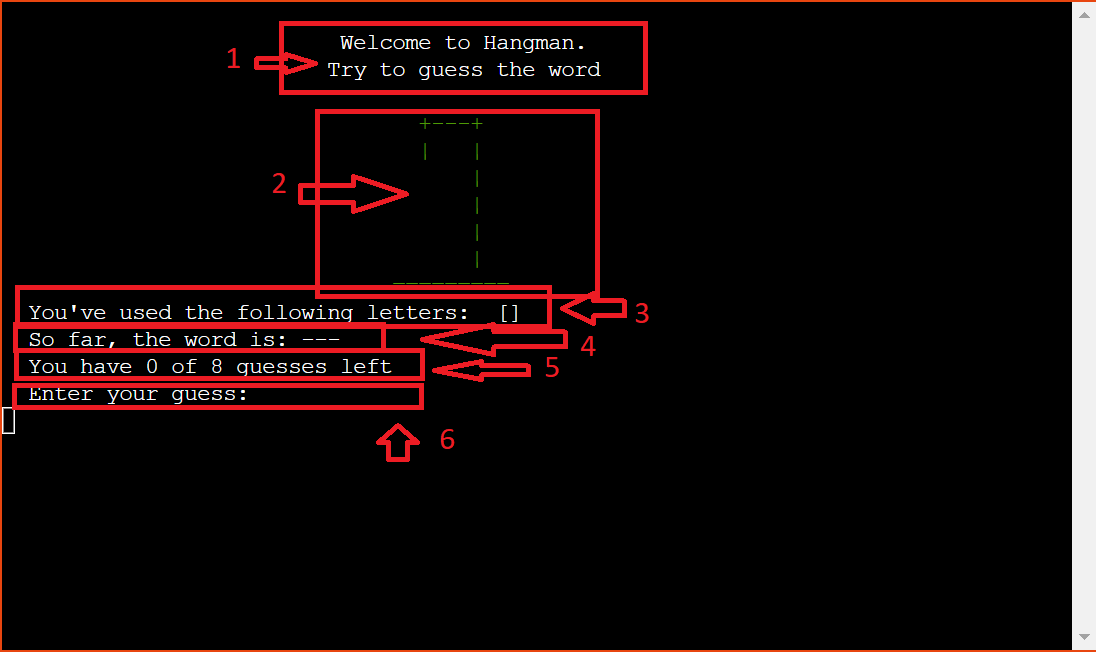 Welcome to Hangman.
1
Try to guess the word
+----+
|    |
2
|
|
|
|
_________
You've used the following letters:  []
3
So far, the word is: ---
4
You have 0 of 8 guesses left
5
Enter your guess:
6